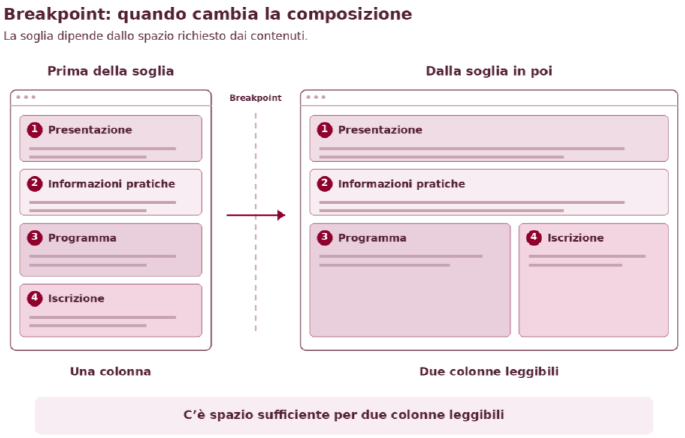 Breakpoint: quando cambia la composizione
La soglia dipende dallo spazio richiesto dai contenuti.
Prima della soglia
1 Presentazione
2 Informazioni pratiche
3 Programma
4 Iscrizione
Una colonna
Breakpoint
Dalla soglia in poi
1 Presentazione
2 Informazioni pratiche
3 Programma
4 Iscrizione
Due colonne leggibili
C’è spazio sufficiente per due colonne leggibili